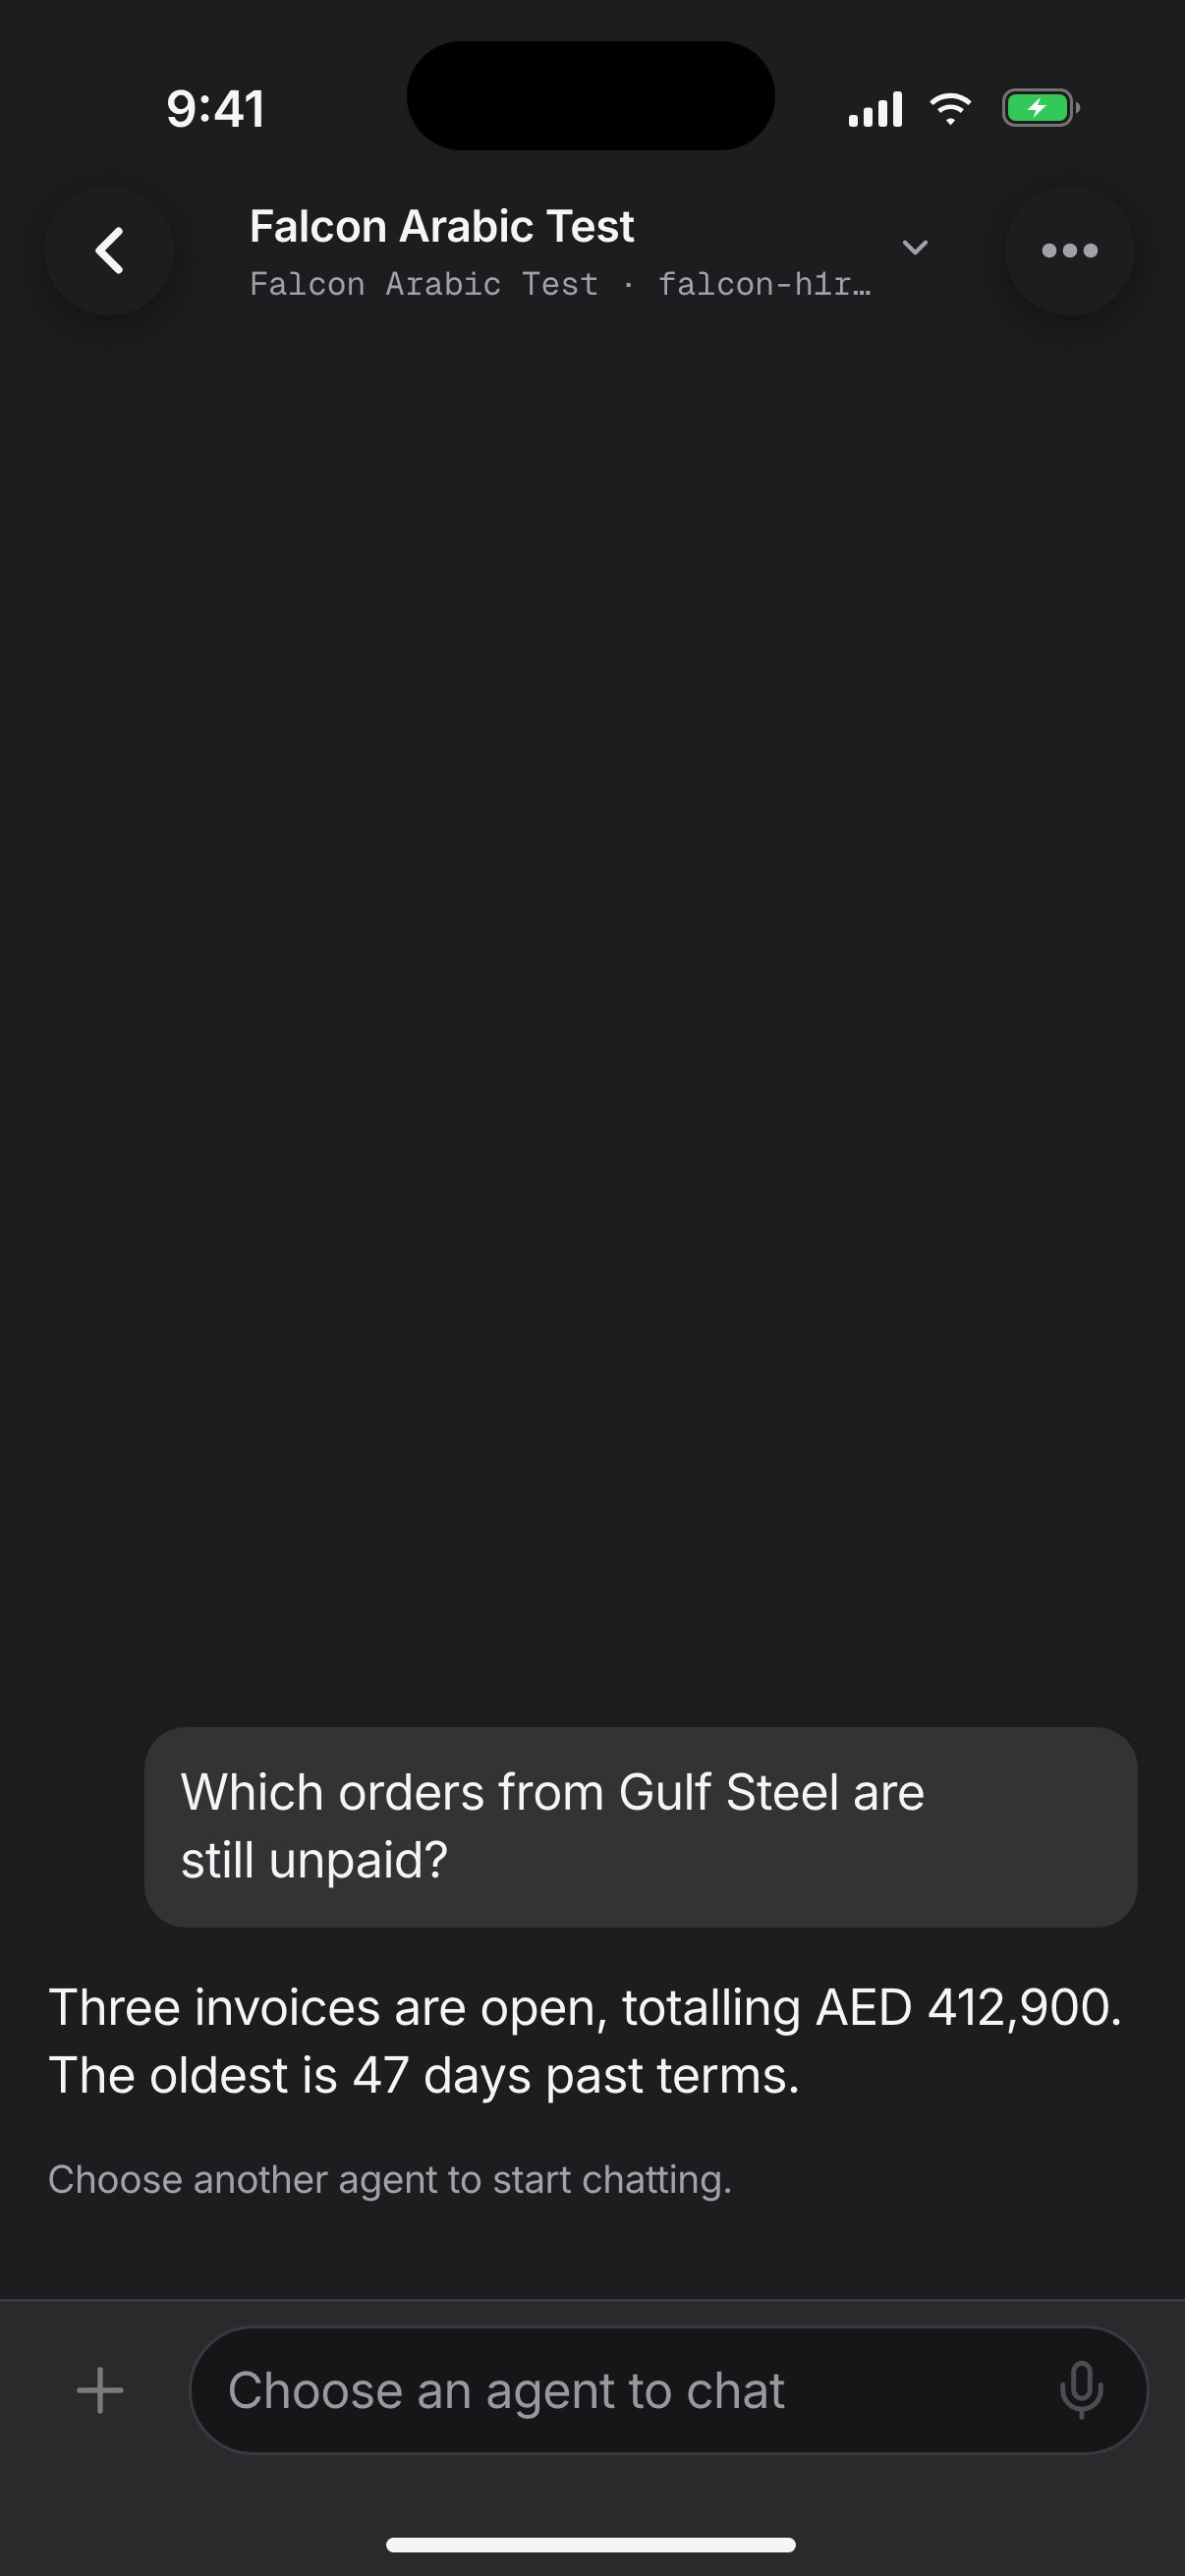 9:41
Falcon Arabic Test
Falcon Arabic Test · falcon-h1r…
Which orders from Gulf Steel are
still unpaid?
Three invoices are open, totalling AED 412,900.
The oldest is 47 days past terms.
Choose another agent to start chatting.
Choose an agent to chat